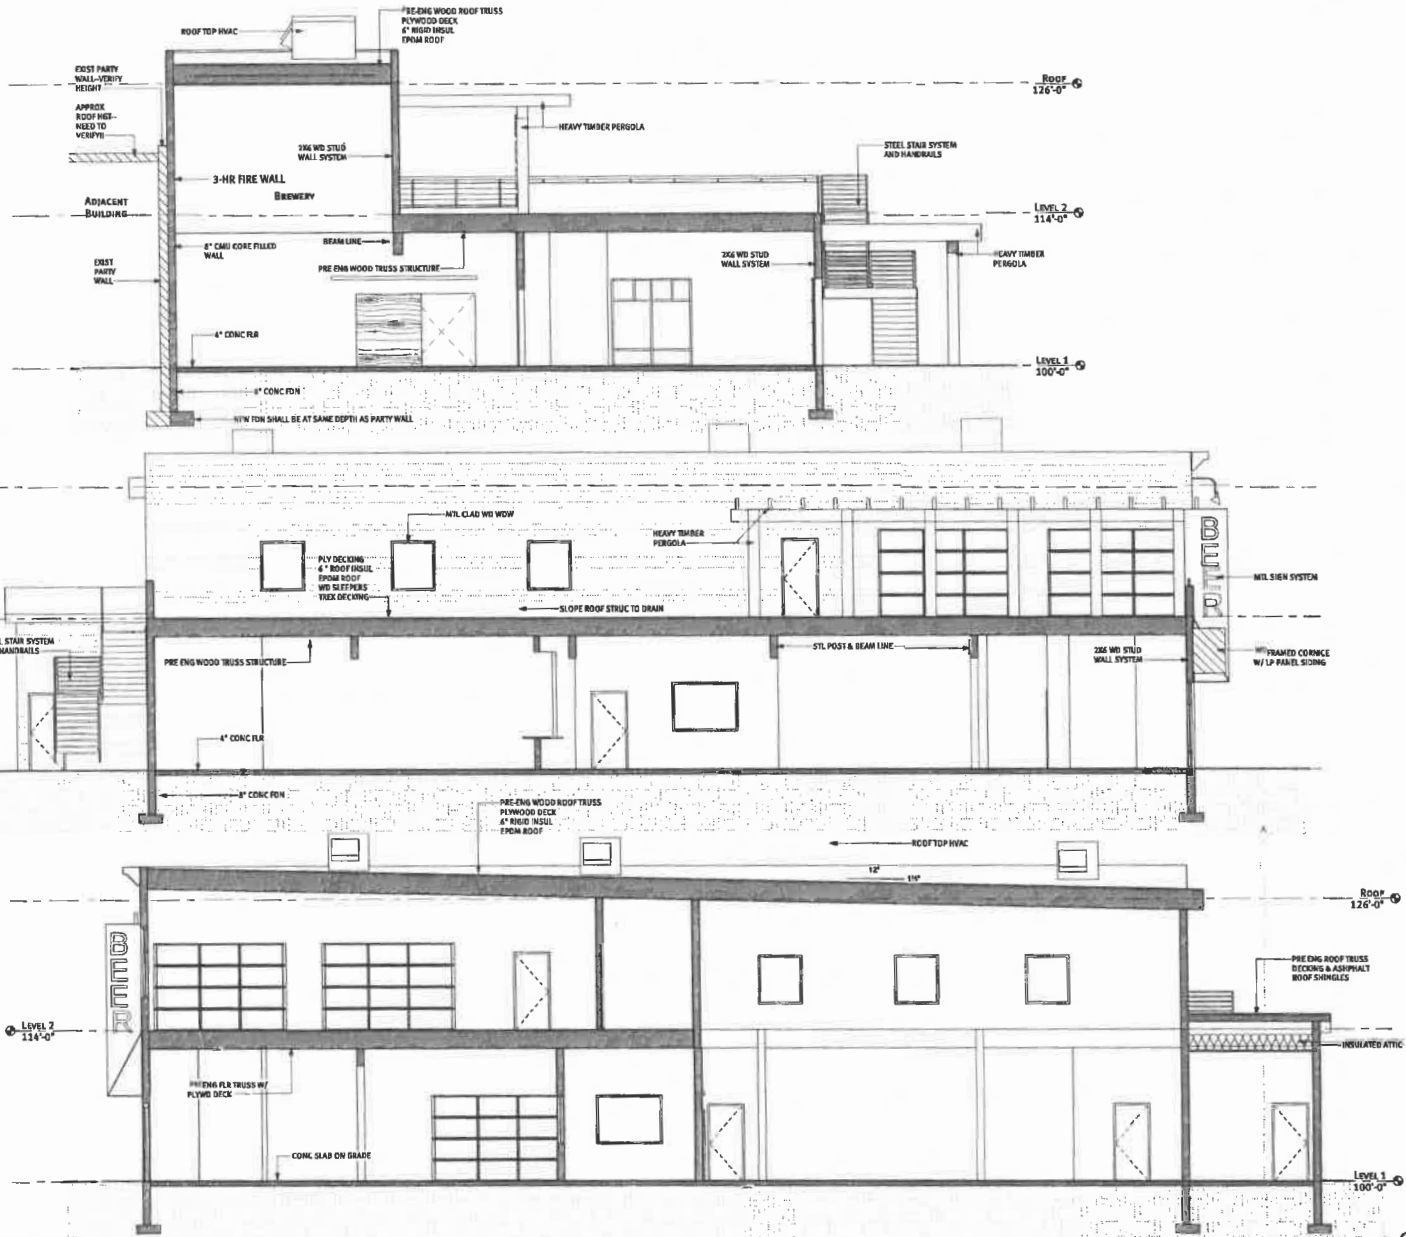 PRE-ENG WOOD ROOF TRUSS
PLYWOOD DECK
6" RIGID INSUL
EPDM ROOF
ROOF TOP HVAC
EXIST PARTY
WALL--VERIFY
HEIGHT
ROOF
126'-0"
APPROX
ROOF HGT--
NEED TO
VERIFY!!
HEAVY TIMBER PERGOLA
2X6 WD STUD
WALL SYSTEM
STEEL STAIR SYSTEM
AND HANDRAILS
3-HR FIRE WALL
BREWERY
ADJACENT
BUILDING
LEVEL 2
114'-0"
8" CMU CORE FILLED
WALL
BEAM LINE
PRE ENG WOOD TRUSS STRUCTURE
2X6 WD STUD
WALL SYSTEM
HEAVY TIMBER
PERGOLA
EXIST
PARTY
WALL
4" CONC FLR
LEVEL 1
100'-0"
8" CONC FDN
NEW FDN SHALL BE AT SAME DEPTH AS PARTY WALL
MTL CLAD WD WDW
HEAVY TIMBER
PERGOLA
BEER
PLY DECKING
6" ROOF INSUL
EPDM ROOF
WD SLEEPERS
TREX DECKING
MTL SIGN SYSTEM
SLOPE ROOF STRUC TO DRAIN
STAIR SYSTEM
HANDRAILS
PRE ENG WOOD TRUSS STRUCTURE
STL POST & BEAM LINE
2X6 WD STUD
WALL SYSTEM
FRAMED CORNICE
W/ LP PANEL SIDING
4" CONC FLR
8" CONC FDN
PRE-ENG WOOD ROOF TRUSS
PLYWOOD DECK
6" RIGID INSUL
EPDM ROOF
ROOF TOP HVAC
12"
ROOF
126'-0"
BEER
PRE ENG ROOF TRUSS
DECKING & ASHPHALT
ROOF SHINGLES
LEVEL 2
114'-0"
INSULATED ATTIC
PRE ENG FLR TRUSS W/
PLYWD DECK
CONC SLAB ON GRADE
LEVEL 1
100'-0"